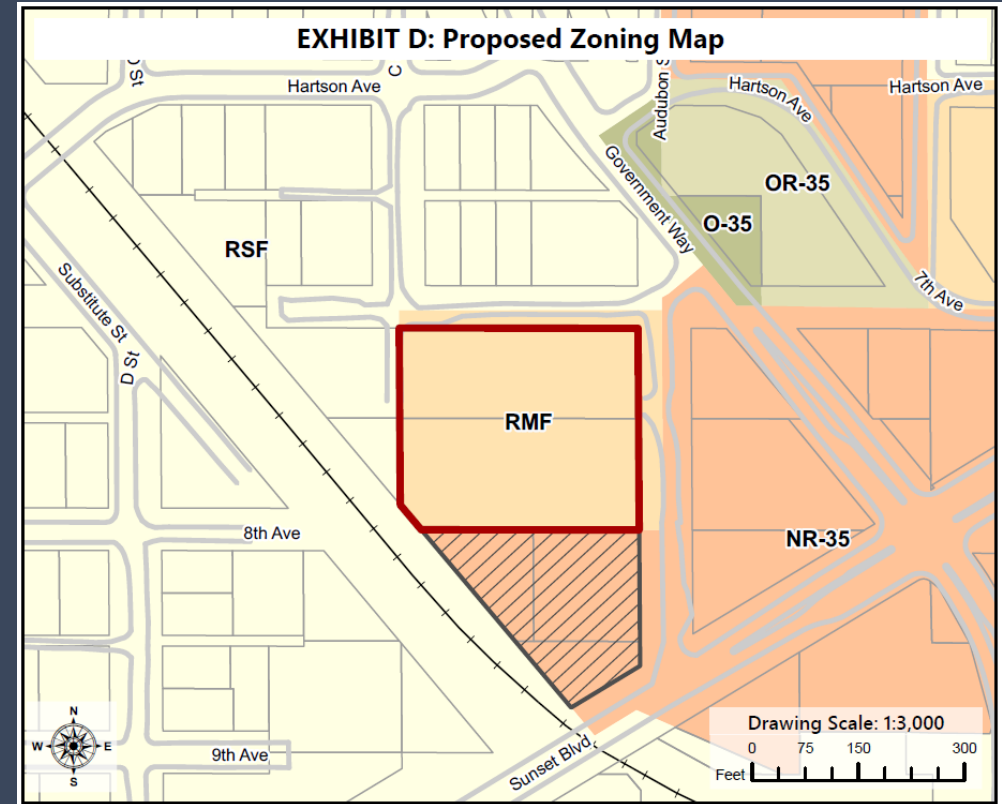 EXHIBIT D: Proposed Zoning Map
St
C
Hartson Ave
Audubon S
Hartson Ave
Hartson Ave
Government Way
OR-35
O-35
RSF
7th Ave
Substitute St
D St
RMF
8th Ave
NR-35
Drawing Scale: 1:3,000
0 75 150 300
Feet
N
W E
S
9th Ave
Sunset Blvd